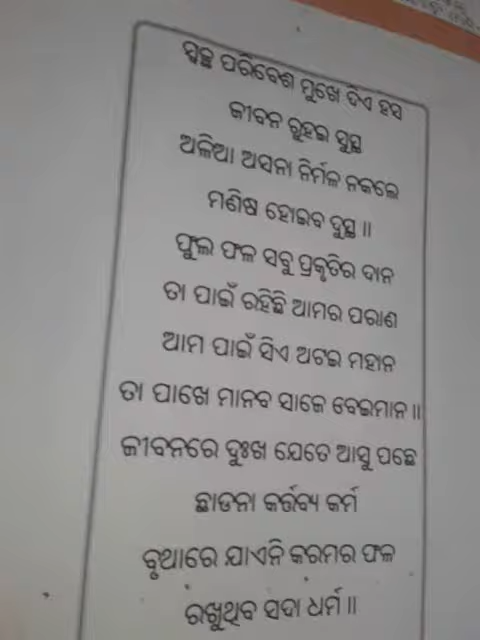 ସ୍ୱଚ୍ଛ ପରିବେଶ ମୁଖେ ଦିଏ ହସ
ଜୀବନ ରୁହଇ ସୁସ୍ଥ
ଅଳିଆ ଅସନା ନିର୍ମଳ ନକଲେ
ମଣିଷ ହୋଇବ ଦୁସ୍ଥ ॥
ଫୁଲ ଫଳ ସବୁ ପ୍ରକୃତିର ଦାନ
ତା ପାଇଁ ରହିଛି ଆମର ପରାଣ
ଆମ ପାଇଁ ସିଏ ଅଟଇ ମହାନ
ତା ପାଖେ ମାନବ ସାଜେ ବେଇମାନ ॥
ଜୀବନରେ ଦୁଃଖ ଯେତେ ଆସୁ ପଛେ
ଛାଡନା କର୍ତ୍ତବ୍ୟ କର୍ମ
ବୃଥାରେ ଯାଏନି କରମର ଫଳ
ରଖୁଥିବ ସଦା ଧର୍ମ ॥